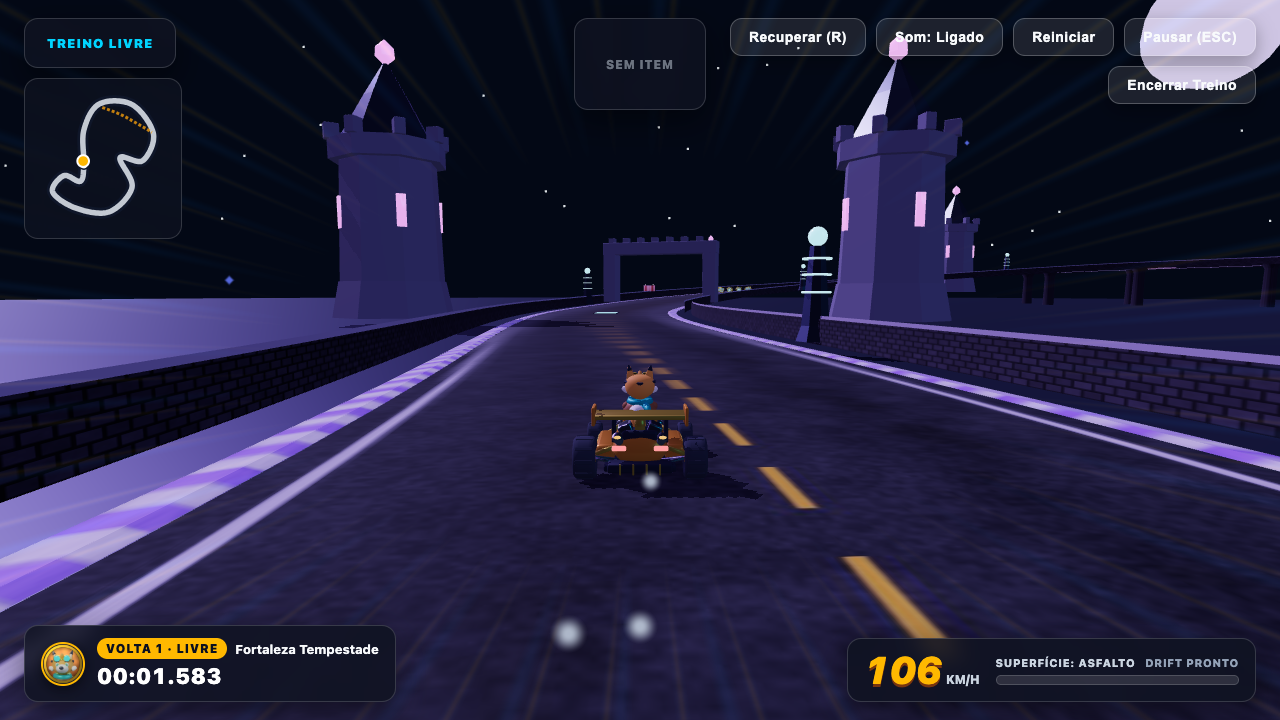 TREINO LIVRE
SEM ITEM
Recuperar (R)
Som: Ligado
Reiniciar
Pausar (ESC)
Encerrar Treino
VOLTA 1 · LIVRE
Fortaleza Tempestade
00:01.583
106 KM/H
SUPERFÍCIE: ASFALTO
DRIFT PRONTO